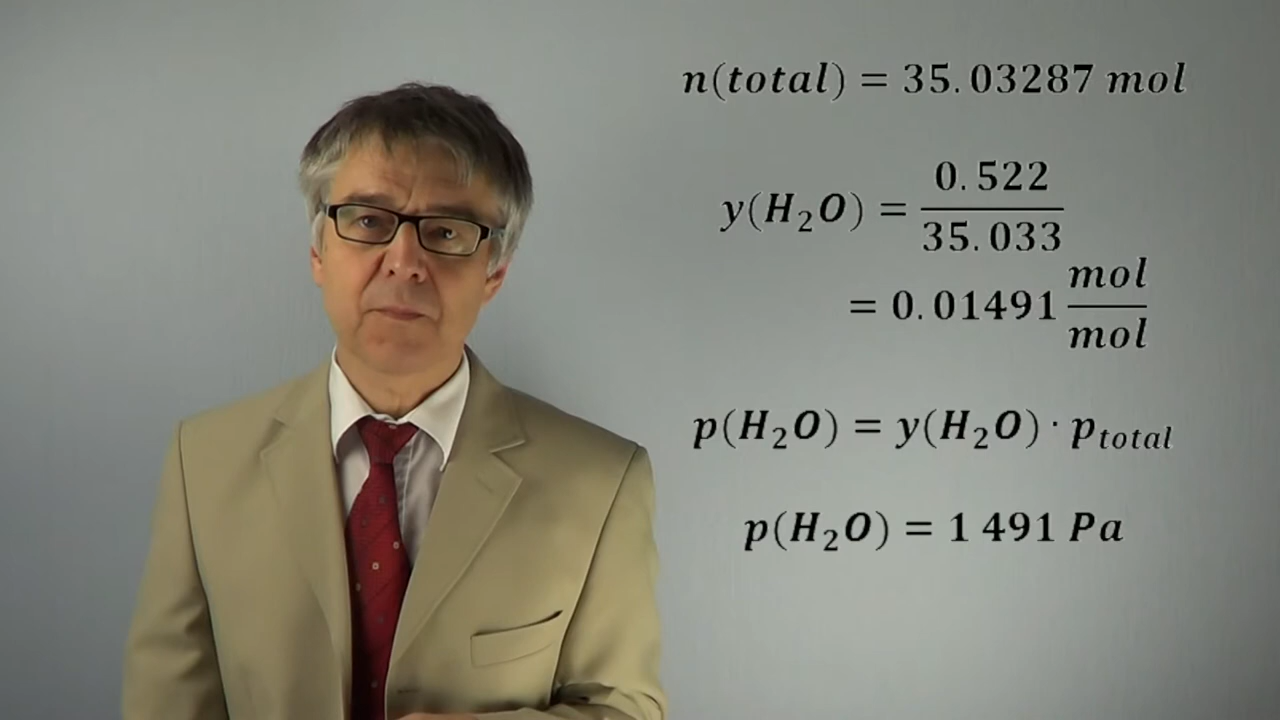 n(total) = 35.03287 mol
y(H₂O) = 0.522 / 35.033
= 0.01491 mol / mol
p(H₂O) = y(H₂O) · pₜₒₜₐₗ
p(H₂O) = 1 491 Pa